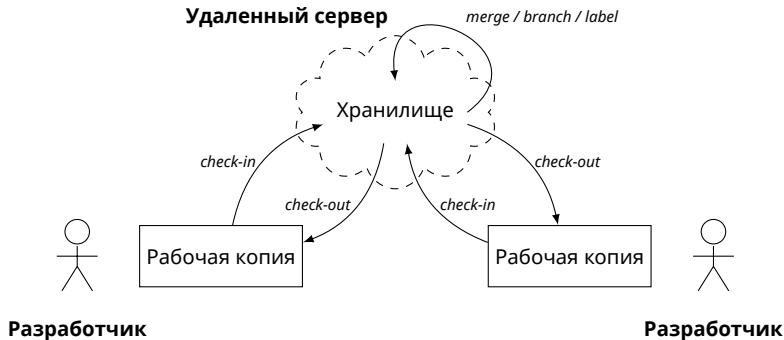 Удаленный сервер
merge / branch / label
Хранилище
check-in
check-out
check-out
check-in
Рабочая копия
Рабочая копия
Разработчик
Разработчик